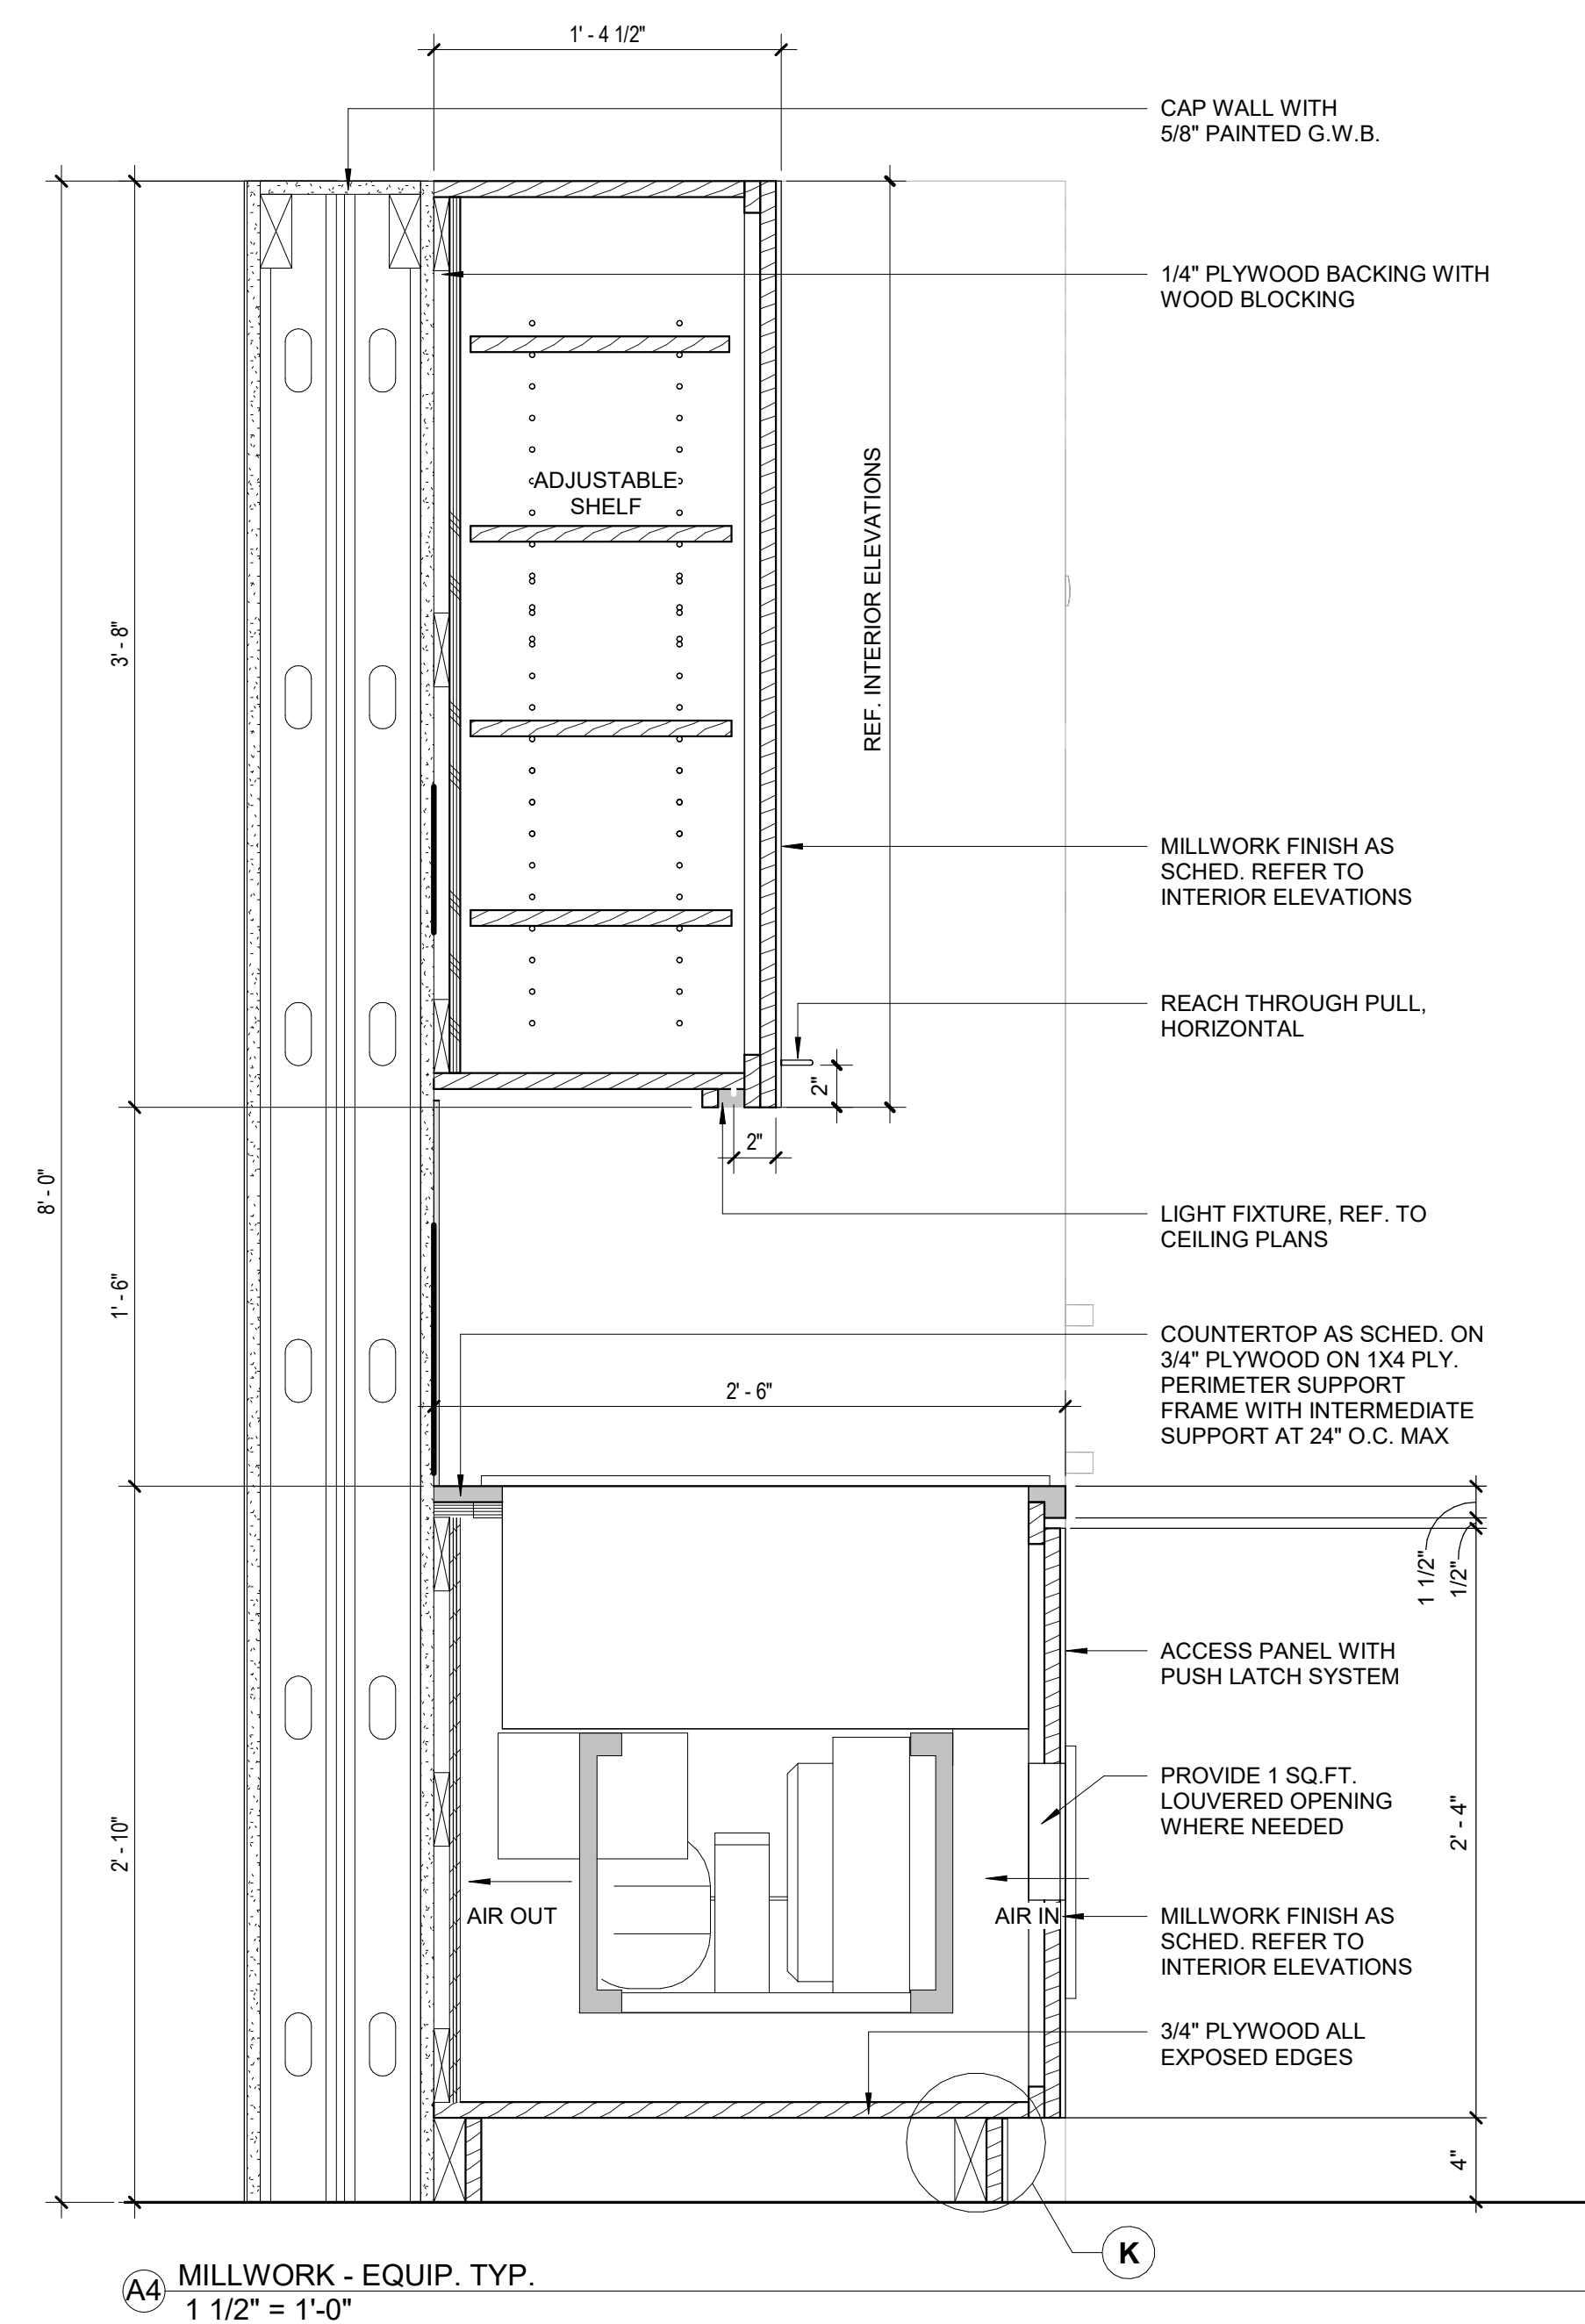 1' - 4 1/2"
CAP WALL WITH
5/8" PAINTED G.W.B.
1/4" PLYWOOD BACKING WITH
WOOD BLOCKING
ADJUSTABLE
SHELF
REF. INTERIOR ELEVATIONS
3' - 8"
MILLWORK FINISH AS
SCHED. REFER TO
INTERIOR ELEVATIONS
REACH THROUGH PULL,
HORIZONTAL
2"
2"
8' - 0"
LIGHT FIXTURE, REF. TO
CEILING PLANS
1' - 6"
COUNTERTOP AS SCHED. ON
3/4" PLYWOOD ON 1X4 PLY.
PERIMETER SUPPORT
FRAME WITH INTERMEDIATE
SUPPORT AT 24" O.C. MAX
2' - 6"
1 1/2"
1/2"
ACCESS PANEL WITH
PUSH LATCH SYSTEM
PROVIDE 1 SQ.FT.
LOUVERED OPENING
WHERE NEEDED
2' - 4"
2' - 10"
AIR OUT
AIR IN
MILLWORK FINISH AS
SCHED. REFER TO
INTERIOR ELEVATIONS
3/4" PLYWOOD ALL
EXPOSED EDGES
4"
K
A4
MILLWORK - EQUIP. TYP.
1 1/2" = 1'-0"